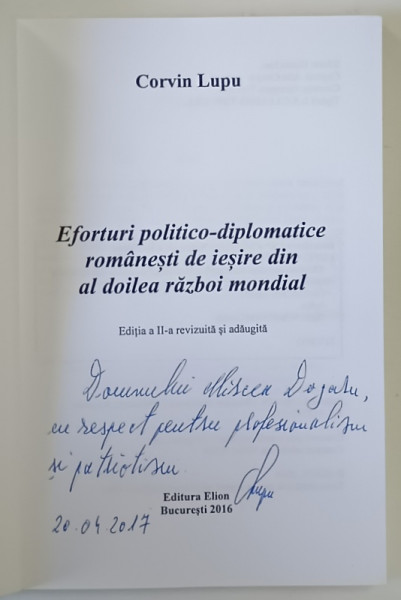 Corvin Lupu
Eforturi politico-diplomatice
românești de ieșire din
al doilea război mondial
Ediția a II-a revizuită și adăugită
Domnului Mircea Dogaru,
cu respect pentru profesionalism
și patriotism.
Editura Elion
București 2016
Lupu
20.04.2017